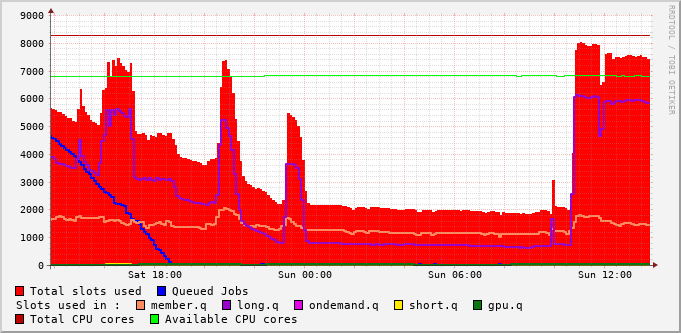 RRDTOOL / TOBI OETIKER
9000
8000
7000
6000
5000
4000
3000
2000
1000
0
Sat 18:00 Sun 00:00 Sun 06:00 Sun 12:00
Total slots used Queued Jobs
Slots used in : member.q long.q ondemand.q short.q gpu.q
Total CPU cores Available CPU cores